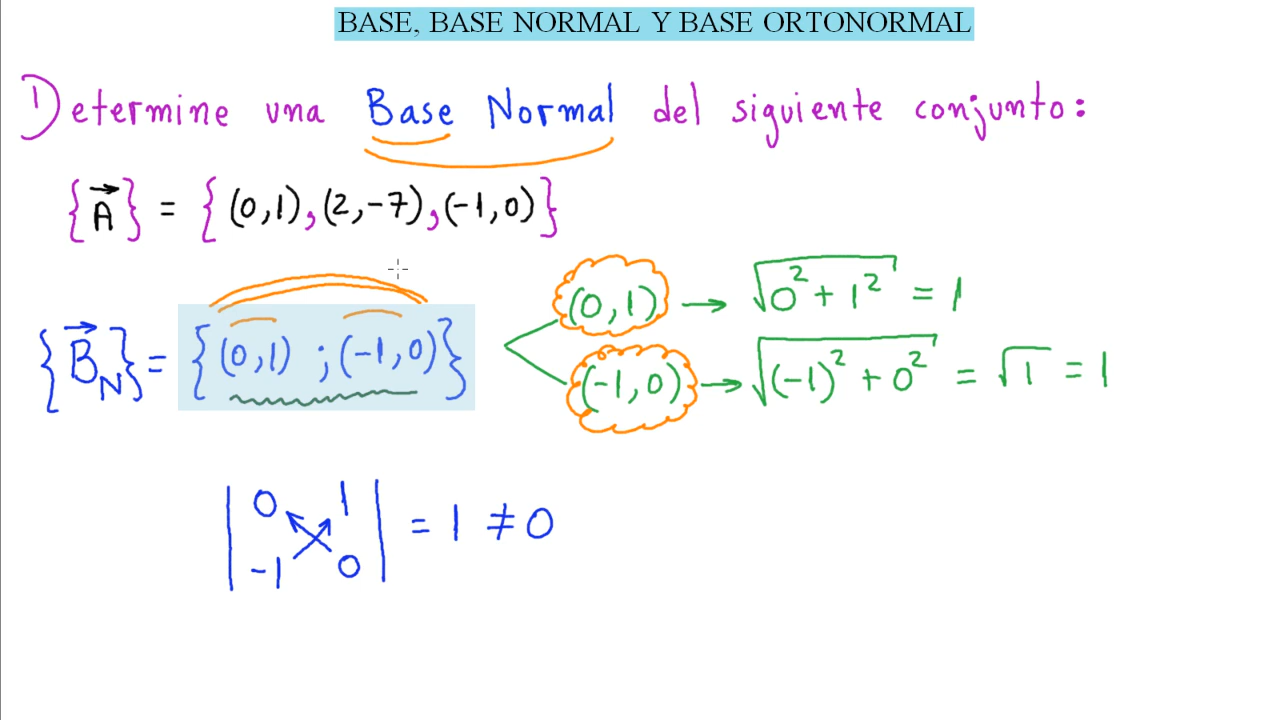 BASE, BASE NORMAL Y BASE ORTONORMAL
Determine una Base Normal del siguiente conjunto:
{A⃗} = {(0,1),(2,-7),(-1,0)}
{B⃗_N} = {(0,1) ;(-1,0)}
(0,1) → √(0² + 1²) = 1
(-1,0) → √((-1)² + 0²) = √1 = 1
| 0 1 |
| -1 0 | = 1 ≠ 0